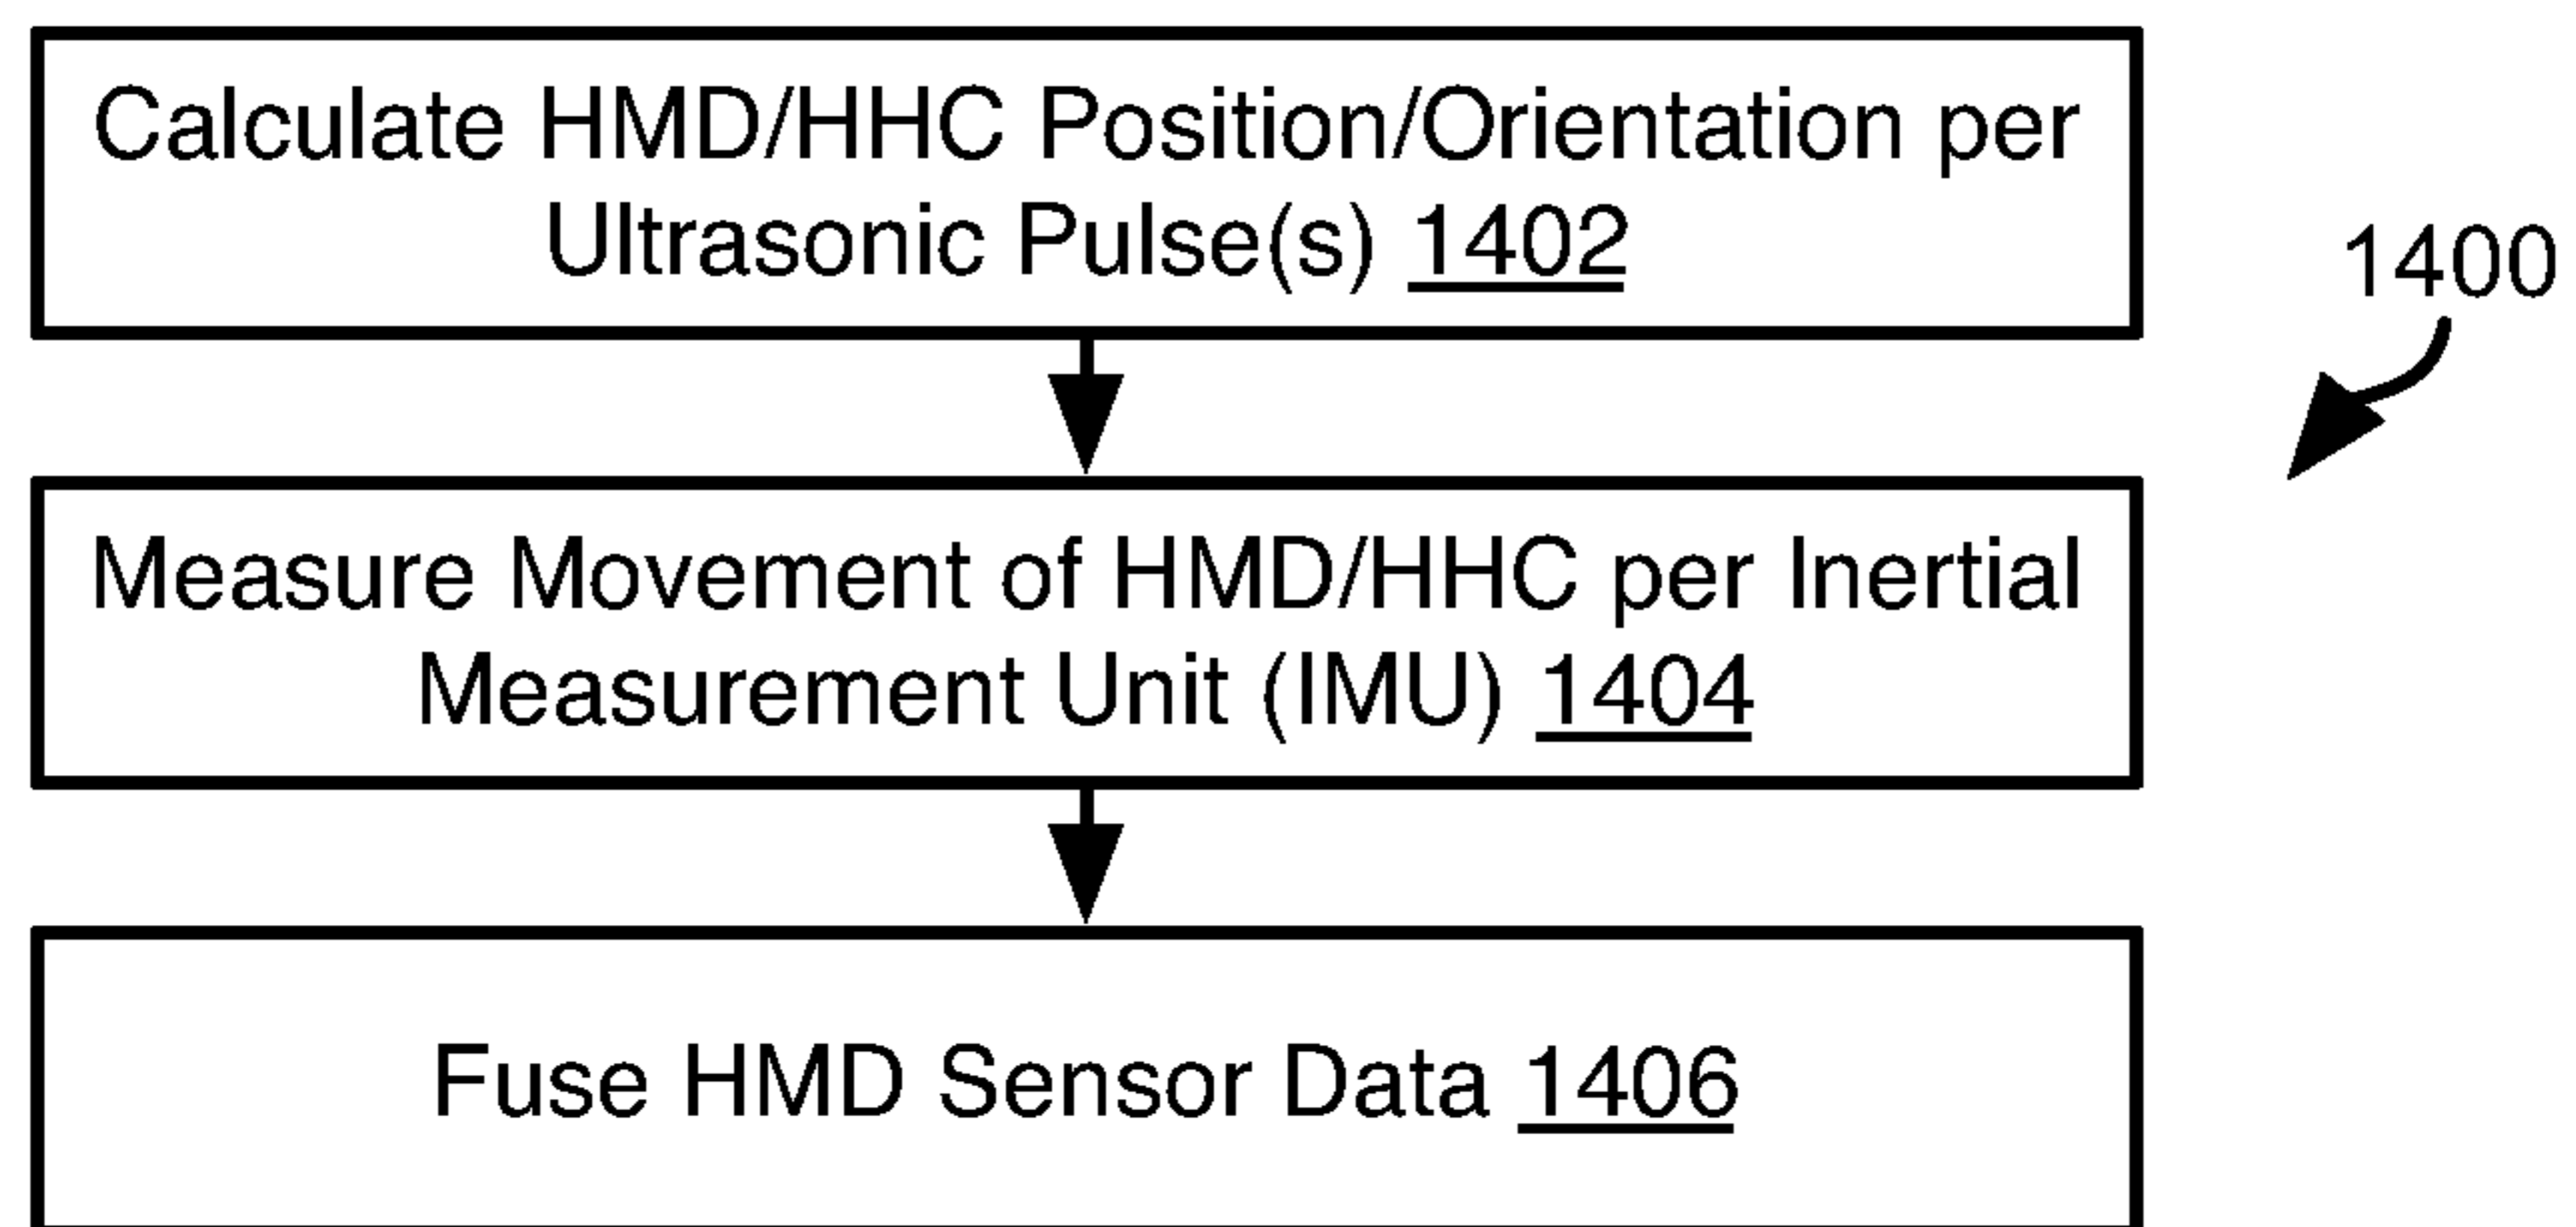 Calculate HMD/HHC Position/Orientation per
Ultrasonic Pulse(s) 1402
1400
Measure Movement of HMD/HHC per Inertial
Measurement Unit (IMU) 1404
Fuse HMD Sensor Data 1406